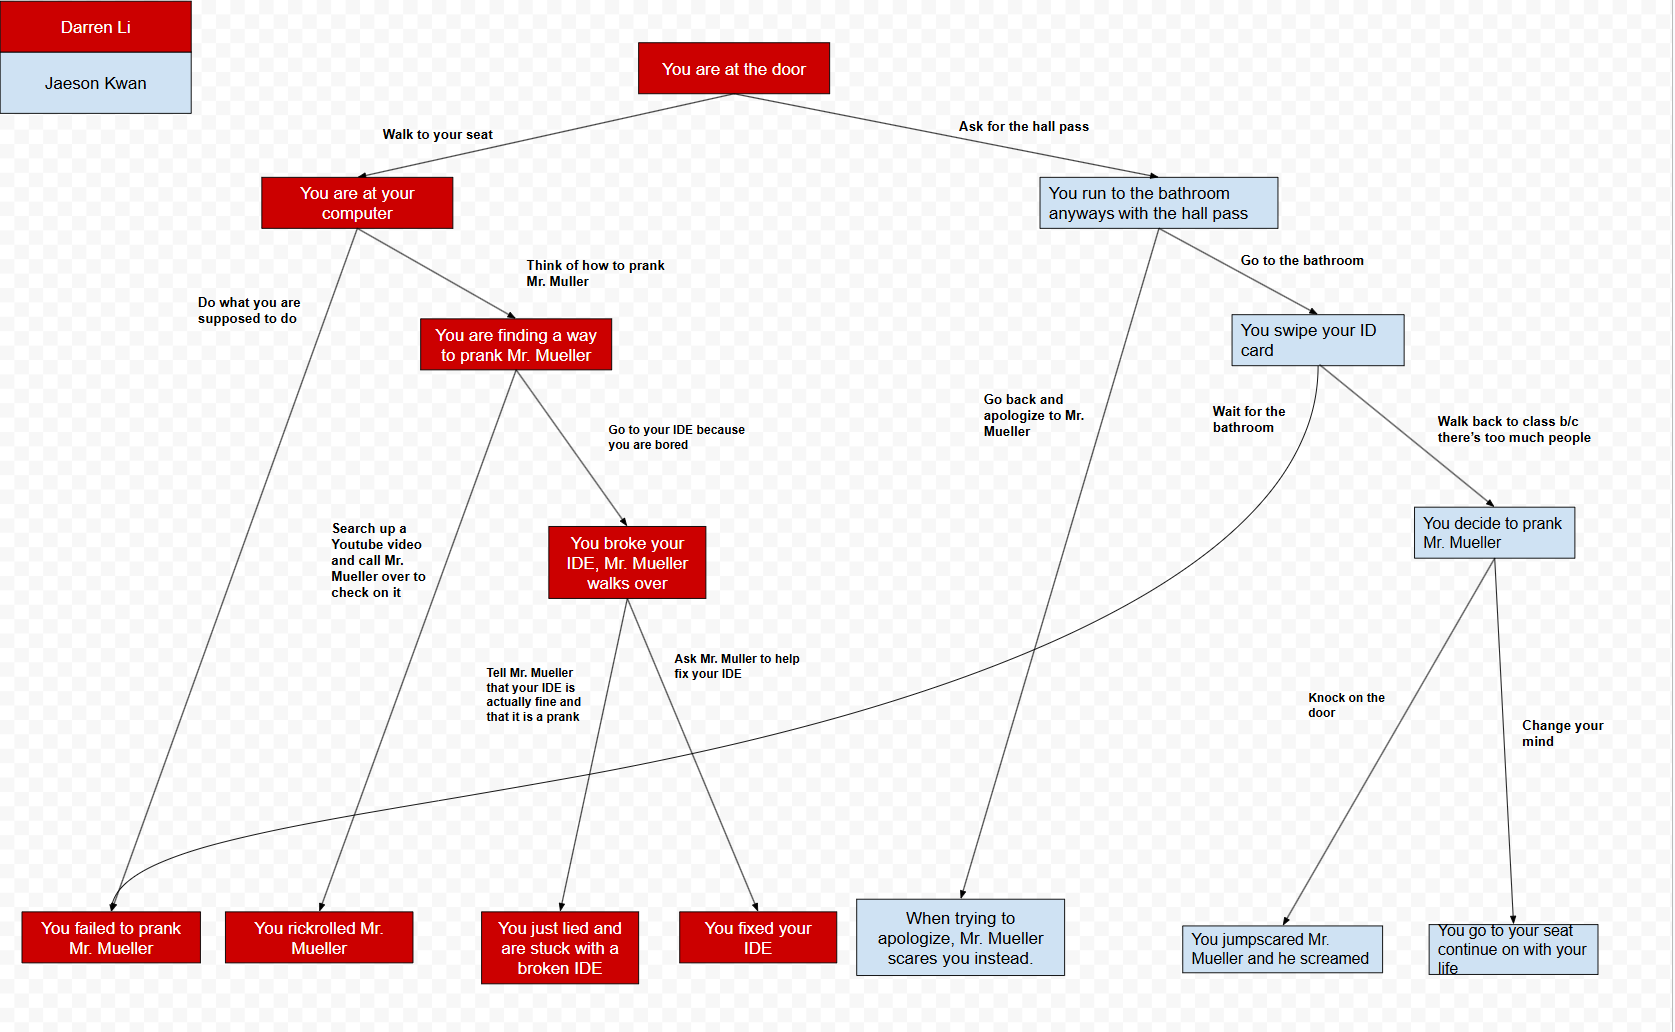 Darren Li
Jaeson Kwan
You are at the door
Walk to your seat
Ask for the hall pass
You are at your
computer
You run to the bathroom
anyways with the hall pass
Think of how to prank
Mr. Muller
Go to the bathroom
Do what you are
supposed to do
You are finding a way
to prank Mr. Mueller
You swipe your ID
card
Go to your IDE because
you are bored
Go back and
apologize to Mr.
Mueller
Wait for the
bathroom
Walk back to class b/c
there's too much people
Search up a
Youtube video
and call Mr.
Mueller over to
check on it
You broke your
IDE, Mr. Mueller
walks over
You decide to prank
Mr. Mueller
Tell Mr. Mueller
that your IDE is
actually fine and
that it is a prank
Ask Mr. Muller to help
fix your IDE
Knock on the
door
Change your
mind
You failed to prank
Mr. Mueller
You rickrolled Mr.
Mueller
You just lied and
are stuck with a
broken IDE
You fixed your
IDE
When trying to
apologize, Mr. Mueller
scares you instead.
You jumpscared Mr.
Mueller and he screamed
You go to your seat
continue on with your
life